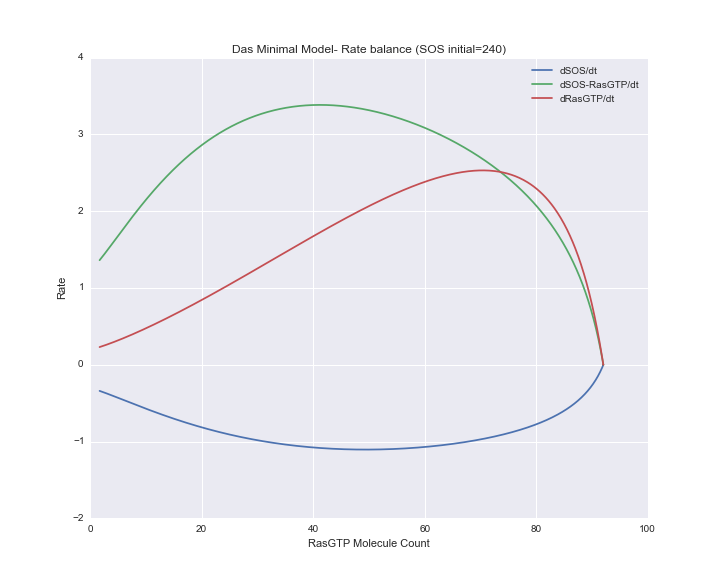 Das Minimal Model- Rate balance (SOS initial=240)
dSOS/dt
dSOS-RasGTP/dt
dRasGTP/dt
4
3
2
1
0
−1
−2
Rate
0 20 40 60 80 100
RasGTP Molecule Count